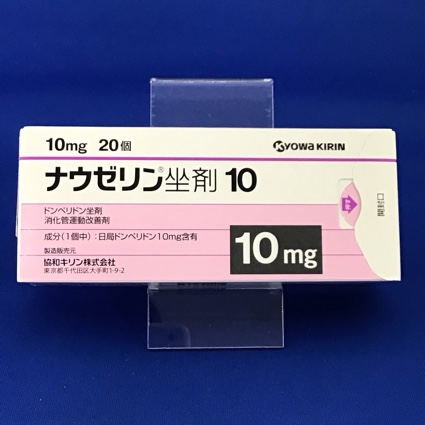 10mg 20個
KYOWA KIRIN
ナウゼリン®坐剤 10
ドンペリドン坐剤
消化管運動改善剤
成分(1個中):日局ドンペリドン10mg含有
製造販売元
協和キリン株式会社
東京都千代田区大手町1-9-2
10 mg
開封口